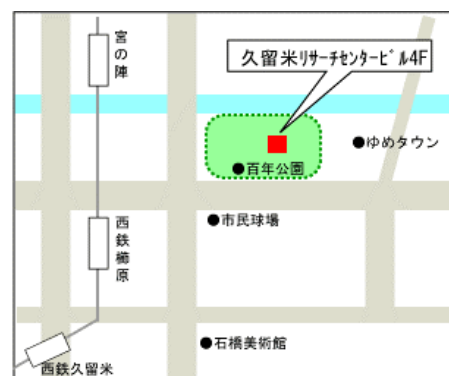 宮の陣
久留米ﾘｻｰﾁｾﾝﾀｰﾋﾞﾙ4F
●ゆめタウン
●百年公園
●市民球場
西鉄櫛原
●石橋美術館
西鉄久留米